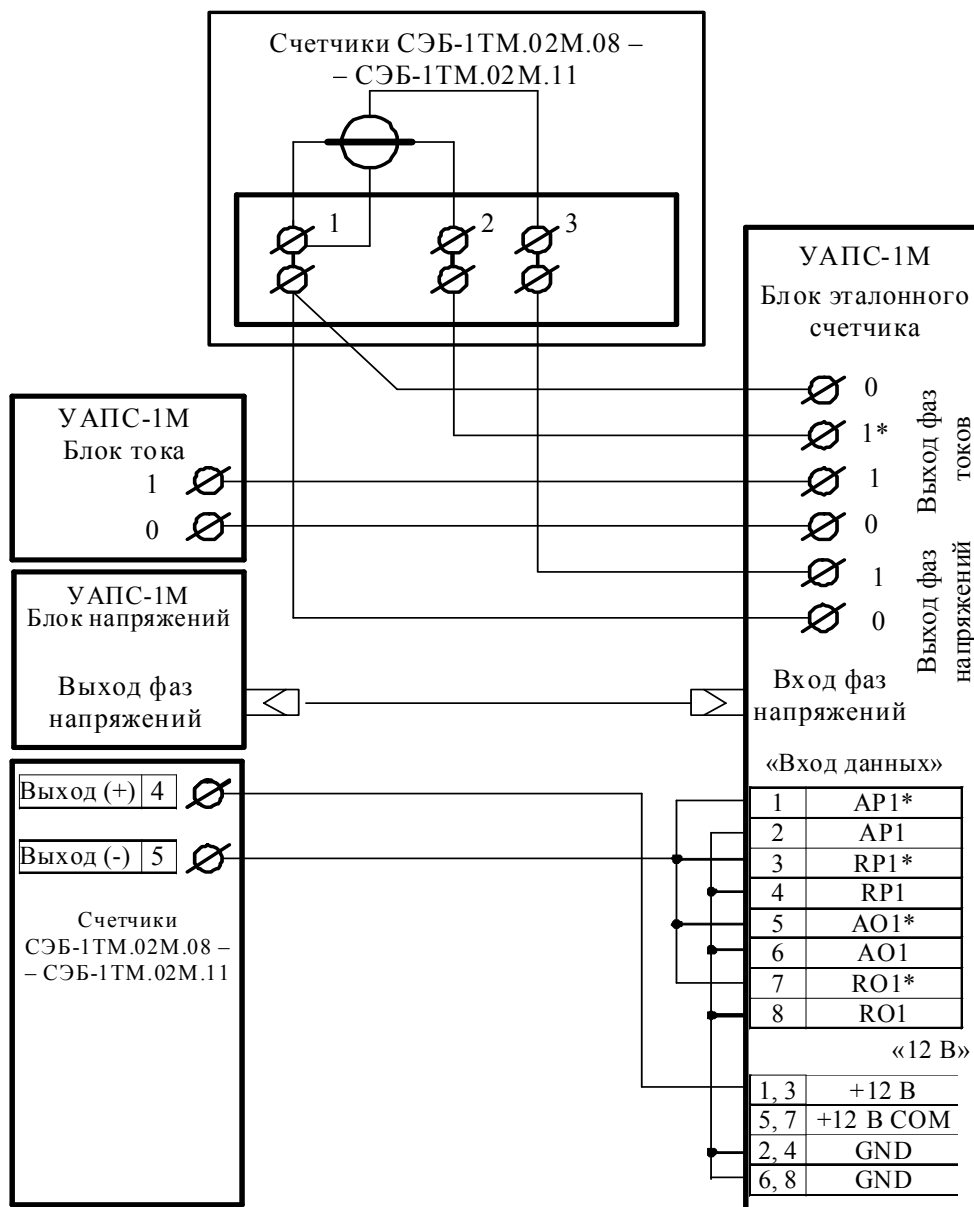 Счетчики СЭБ-1ТМ.02М.08 –
– СЭБ-1ТМ.02М.11
1
2
3
УАПС-1М
Блок эталонного
счетчика
0
1*
1
0
Выход фаз
токов
1
0
Выход фаз
напряжений
УАПС-1М
Блок тока
1
0
УАПС-1М
Блок напряжений
Выход фаз
напряжений
Вход фаз
напряжений
Выход (+) 4
Выход (-) 5
Счетчики
СЭБ-1ТМ.02М.08 –
– СЭБ-1ТМ.02М.11
«Вход данных»
1 AP1*
2 AP1
3 RP1*
4 RP1
5 AO1*
6 AO1
7 RO1*
8 RO1
«12 В»
1, 3 +12 В
5, 7 +12 В COM
2, 4 GND
6, 8 GND